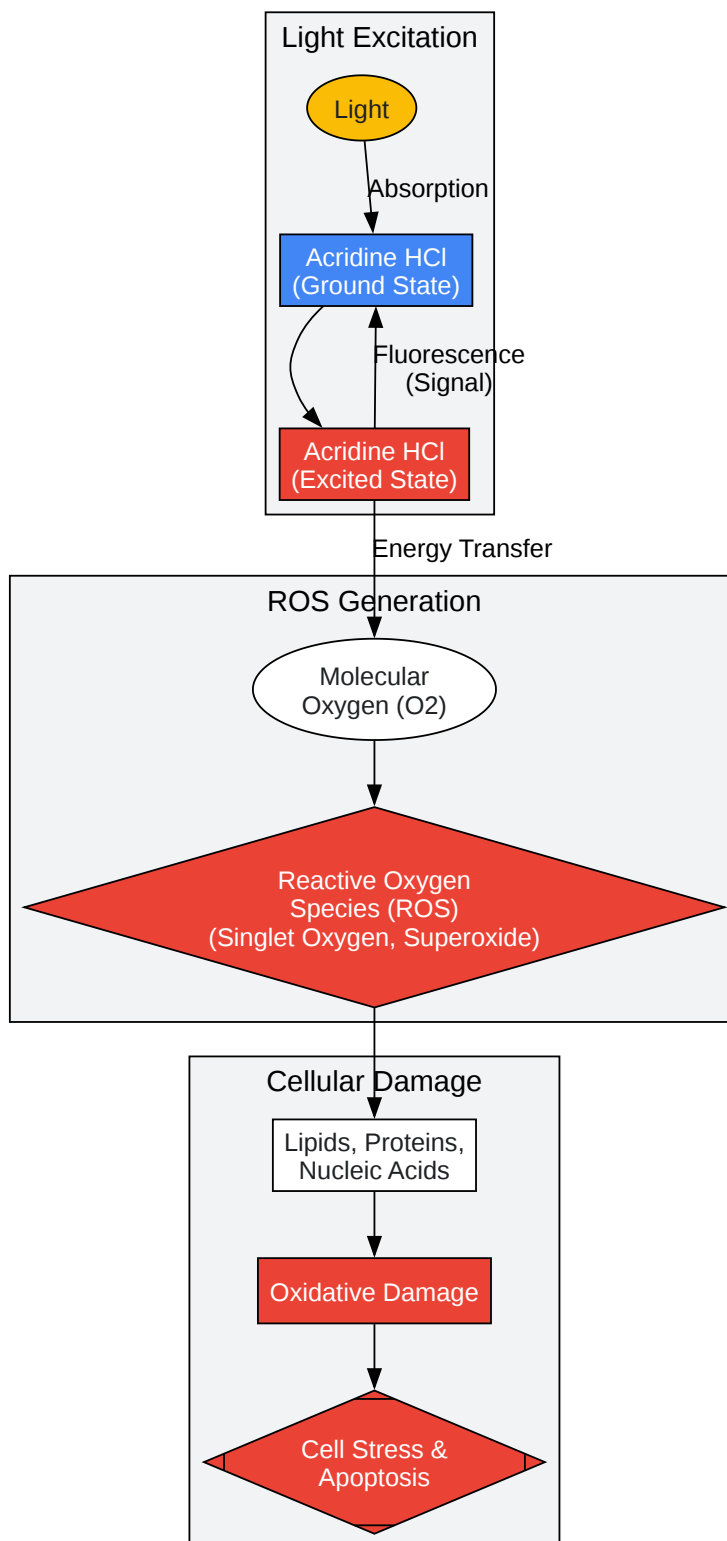 Light Excitation
Light
Absorption
Acridine HCl
(Ground State)
Fluorescence
(Signal)
Acridine HCl
(Excited State)
Energy Transfer
ROS Generation
Molecular
Oxygen (O2)
Reactive Oxygen
Species (ROS)
(Singlet Oxygen, Superoxide)
Cellular Damage
Lipids, Proteins,
Nucleic Acids
Oxidative Damage
Cell Stress &
Apoptosis